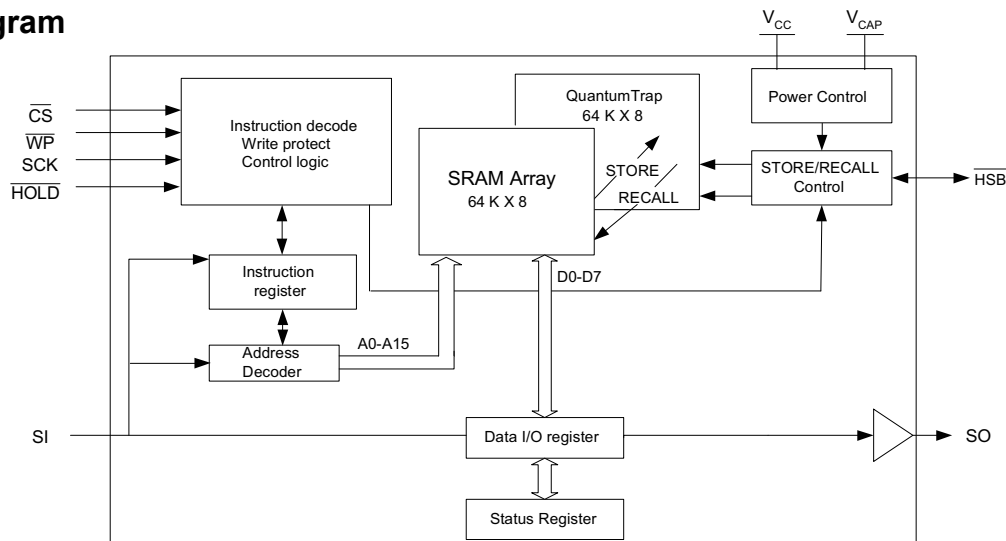 gram
VCC
VCAP
Power Control
QuantumTrap
64 K X 8
CS
WP
SCK
HOLD
Instruction decode
Write protect
Control logic
SRAM Array
64 K X 8
STORE
RECALL
STORE/RECALL
Control
HSB
Instruction
register
D0-D7
A0-A15
Address
Decoder
SI
Data I/O register
SO
Status Register